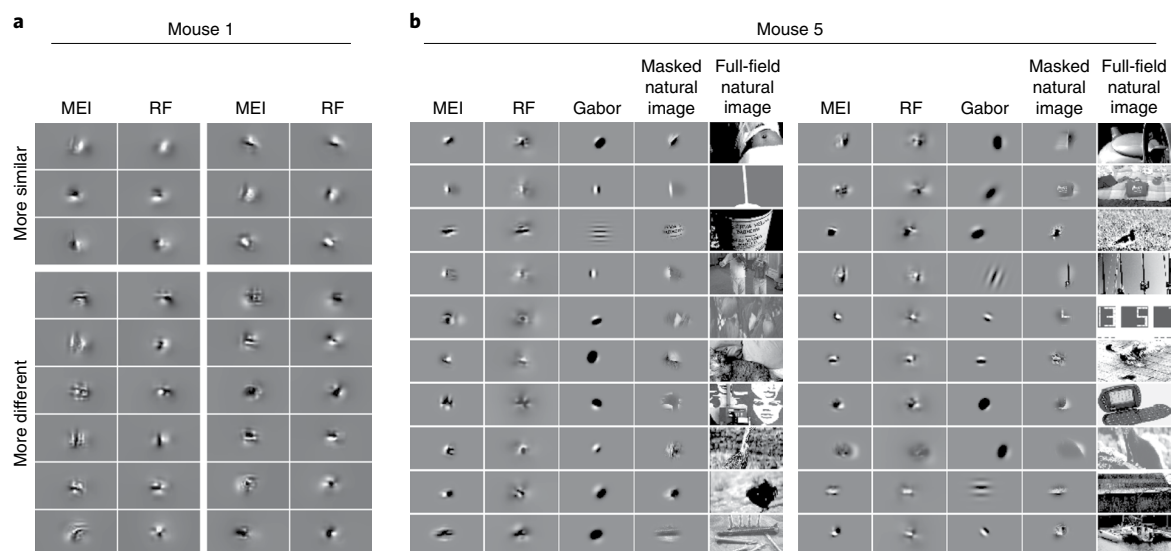 a
Mouse 1
MEI
RF
MEI
RF
More similar
More different
b
Mouse 5
MEI
RF
Gabor
Masked
natural
image
Full-field
natural
image
MEI
RF
Gabor
Masked
natural
image
Full-field
natural
image